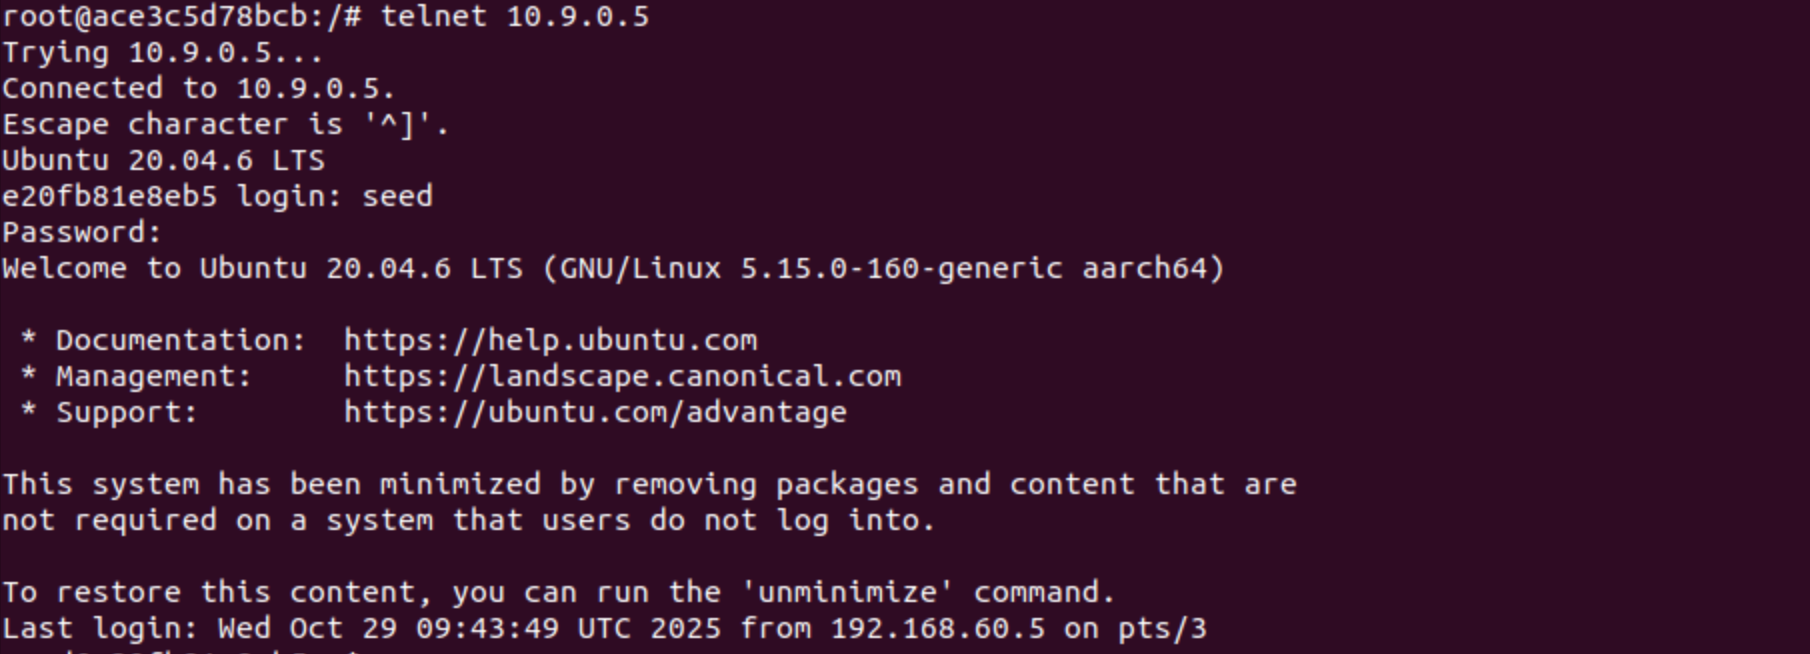 root@ace3c5d78bcb:/# telnet 10.9.0.5
Trying 10.9.0.5...
Connected to 10.9.0.5.
Escape character is '^]'.
Ubuntu 20.04.6 LTS
e20fb81e8eb5 login: seed
Password:
Welcome to Ubuntu 20.04.6 LTS (GNU/Linux 5.15.0-160-generic aarch64)
* Documentation:  https://help.ubuntu.com
* Management:     https://landscape.canonical.com
* Support:        https://ubuntu.com/advantage
This system has been minimized by removing packages and content that are
not required on a system that users do not log into.
To restore this content, you can run the 'unminimize' command.
Last login: Wed Oct 29 09:43:49 UTC 2025 from 192.168.60.5 on pts/3